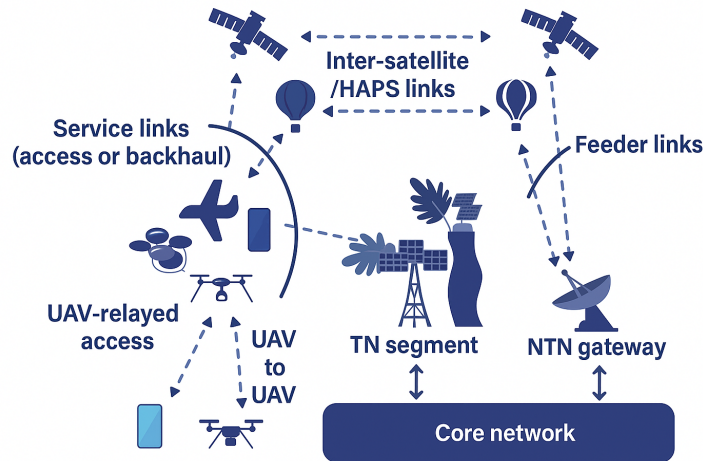 Inter-satellite
/HAPS links
Service links
(access or backhaul)
Feeder links
UAV-relayed
access
UAV
to
UAV
TN segment
NTN gateway
Core network